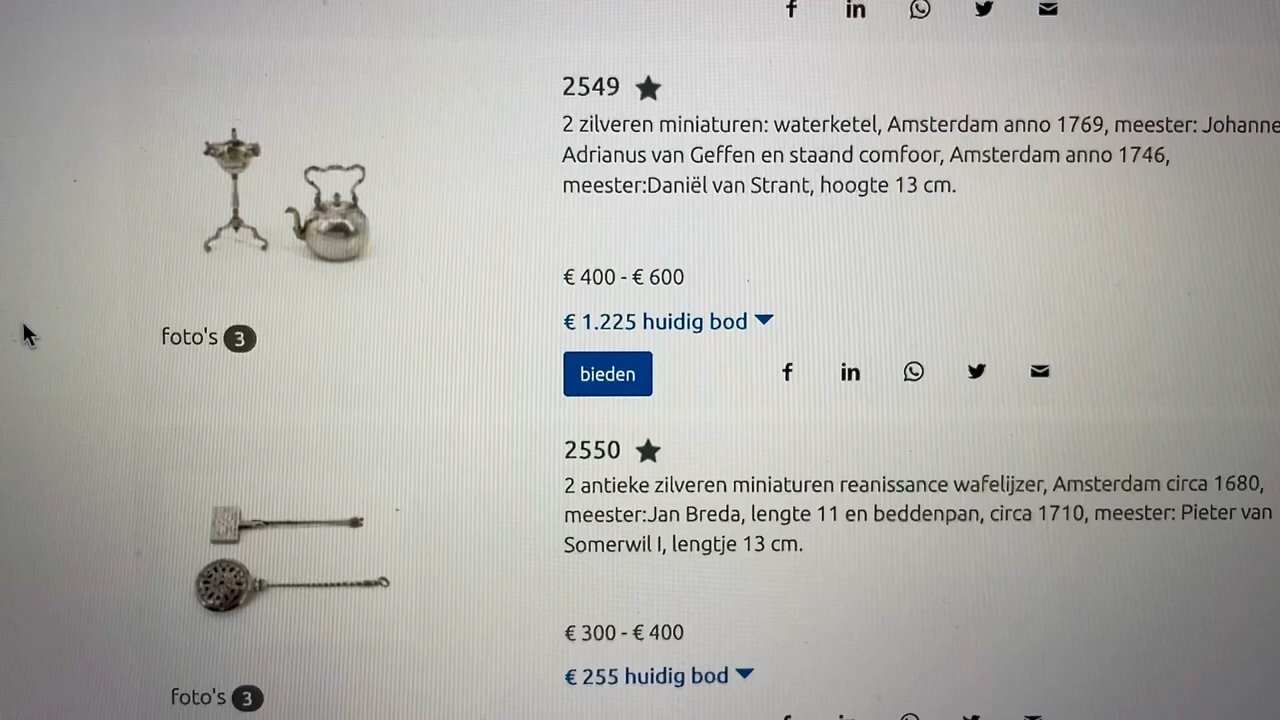 2549
2 zilveren miniaturen: waterketel, Amsterdam anno 1769, meester: Johanne
Adrianus van Geffen en staand comfoor, Amsterdam anno 1746,
meester:Daniël van Strant, hoogte 13 cm.
€ 400 - € 600
€ 1.225 huidig bod
foto's 3
bieden
2550
2 antieke zilveren miniaturen reanissance wafelijzer, Amsterdam circa 1680,
meester:Jan Breda, lengte 11 en beddenpan, circa 1710, meester: Pieter van
Somerwil I, lengtje 13 cm.
€ 300 - € 400
€ 255 huidig bod
foto's 3